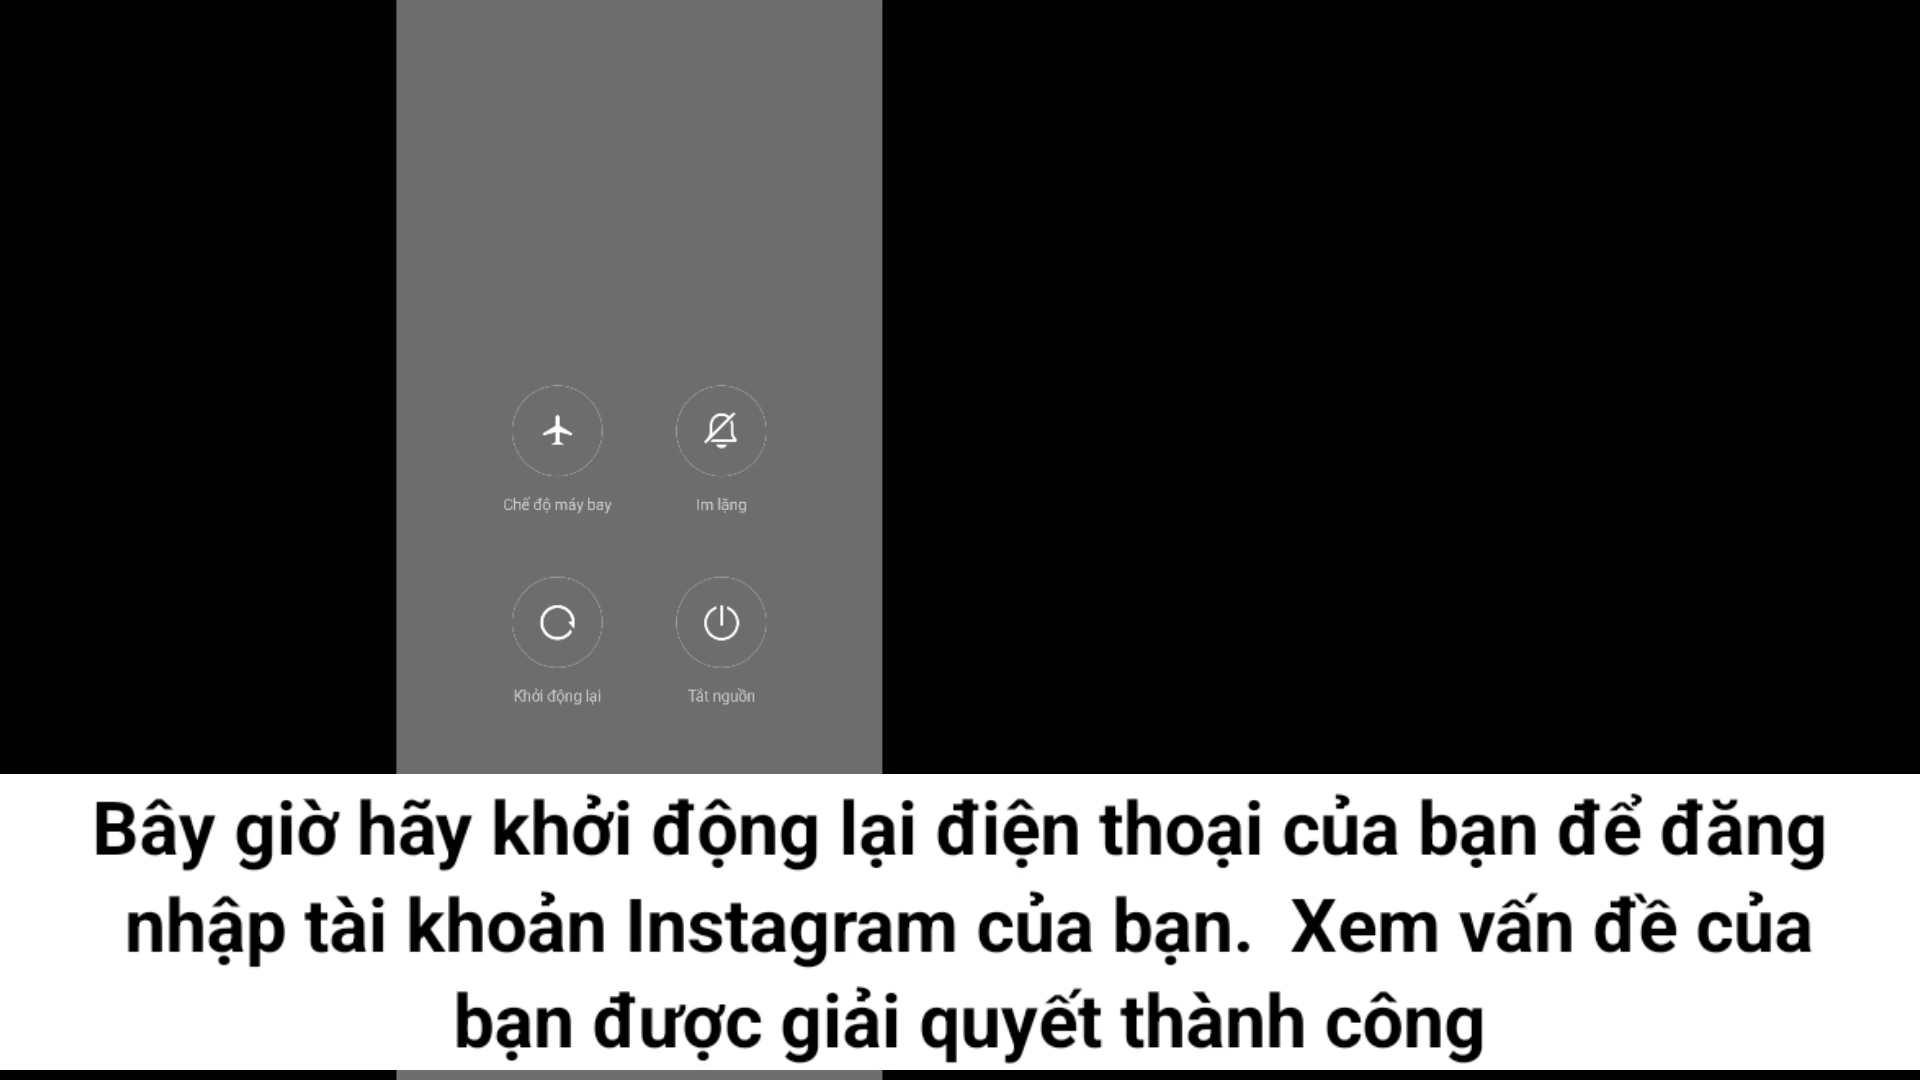 Chế độ máy bay
Im lặng
Khởi động lại
Tắt nguồn
Bây giờ hãy khởi động lại điện thoại của bạn để đăng
nhập tài khoản Instagram của bạn.  Xem vấn đề của
bạn được giải quyết thành công